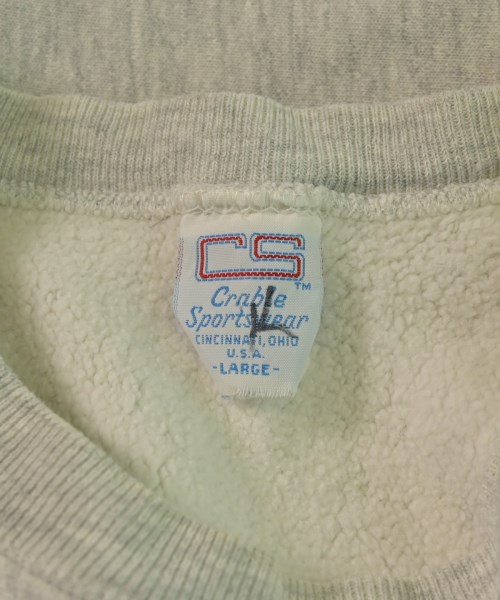 CS
TM
Crable
Sportswear
CINCINNATI, OHIO
U.S.A.
-LARGE-